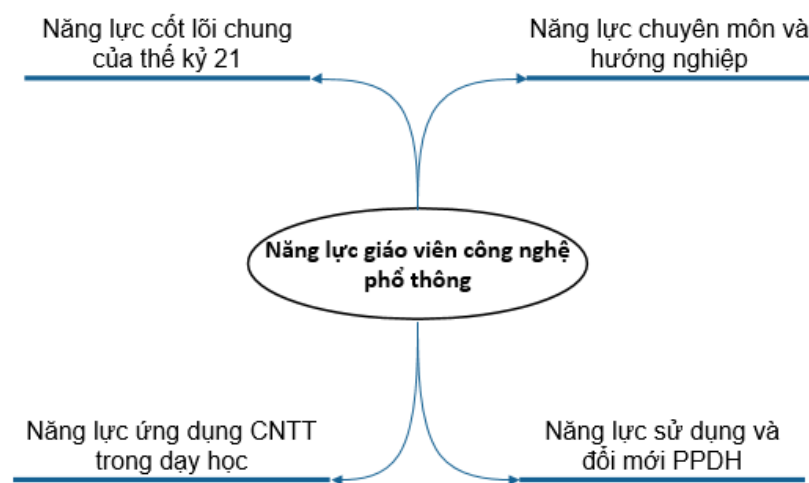 Năng lực cốt lõi chung
của thế kỷ 21
Năng lực chuyên môn và
hướng nghiệp
Năng lực giáo viên công nghệ
phổ thông
Năng lực ứng dụng CNTT
trong dạy học
Năng lực sử dụng và
đổi mới PPDH